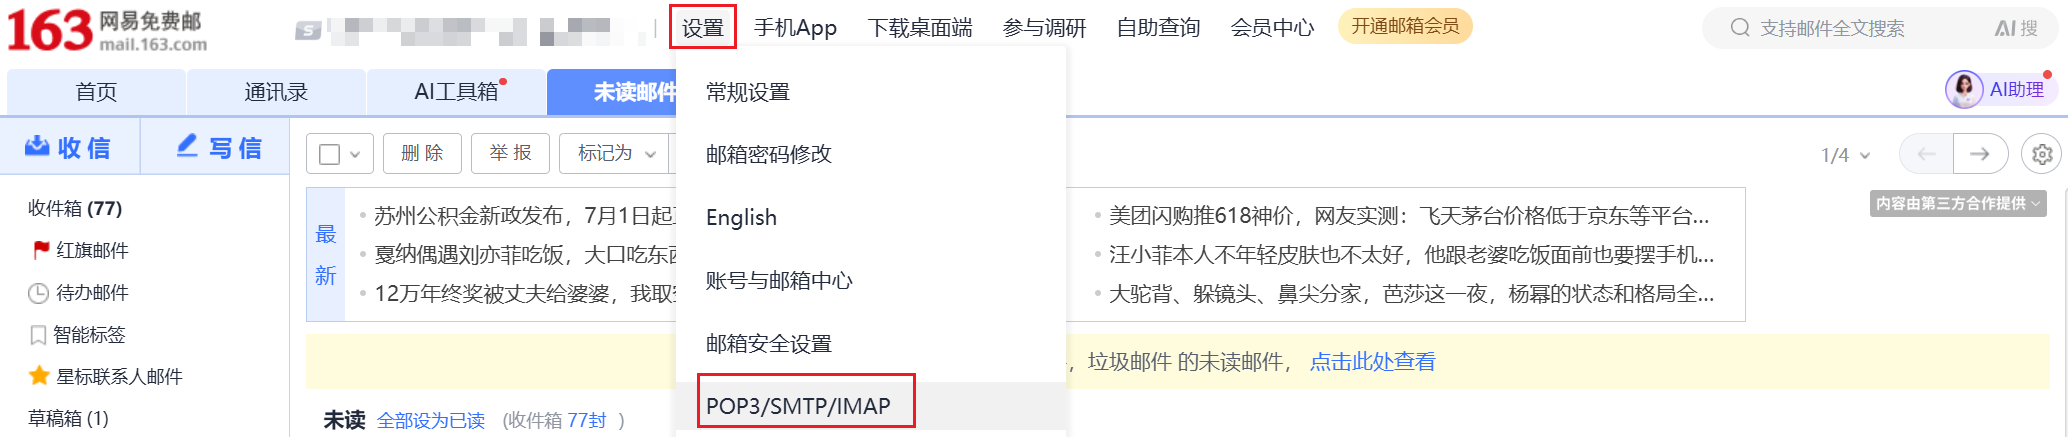 163 网易免费邮
mail.163.com
设置 手机App 下载桌面端 参与调研 自助查询 会员中心 开通邮箱会员
支持邮件全文搜索 AI 搜
首页 通讯录 AI工具箱 未读邮件
AI助理
收信 写信
删 除 举 报 标记为
1/4
常规设置
邮箱密码修改
English
账号与邮箱中心
邮箱安全设置
POP3/SMTP/IMAP
收件箱 (77)
红旗邮件
待办邮件
智能标签
星标联系人邮件
草稿箱 (1)
最新
苏州公积金新政发布，7月1日起
戛纳偶遇刘亦菲吃饭，大口吃东
12万年终奖被丈夫给婆婆，我取
美团闪购推618神价，网友实测：飞天茅台价格低于京东等平台...
汪小菲本人不年轻皮肤也不太好，他跟老婆吃饭面前也要摆手机...
大驼背、躲镜头、鼻尖分家，芭莎这一夜，杨幂的状态和格局全...
内容由第三方合作提供
，垃圾邮件 的未读邮件， 点击此处查看
未读 全部设为已读 (收件箱 77封 )